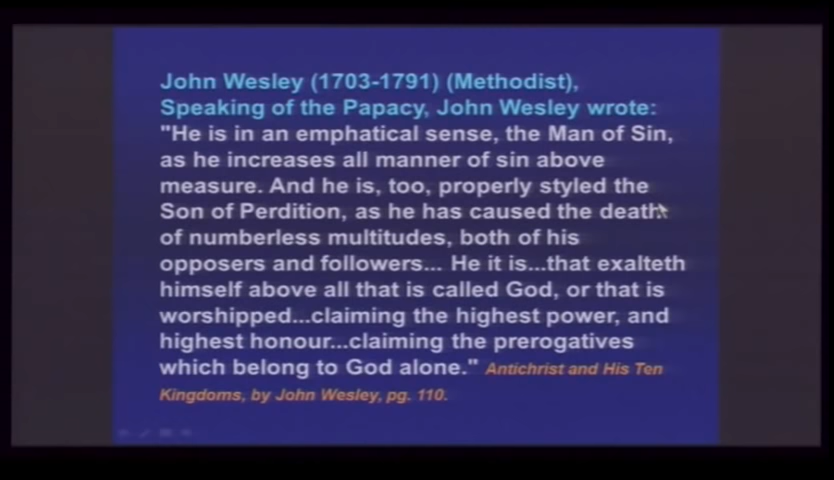 John Wesley (1703-1791) (Methodist),
Speaking of the Papacy, John Wesley wrote:
"He is in an emphatical sense, the Man of Sin,
as he increases all manner of sin above
measure. And he is, too, properly styled the
Son of Perdition, as he has caused the death
of numberless multitudes, both of his
opposers and followers... He it is...that exalteth
himself above all that is called God, or that is
worshipped...claiming the highest power, and
highest honour...claiming the prerogatives
which belong to God alone." Antichrist and His Ten
Kingdoms, by John Wesley, pg. 110.